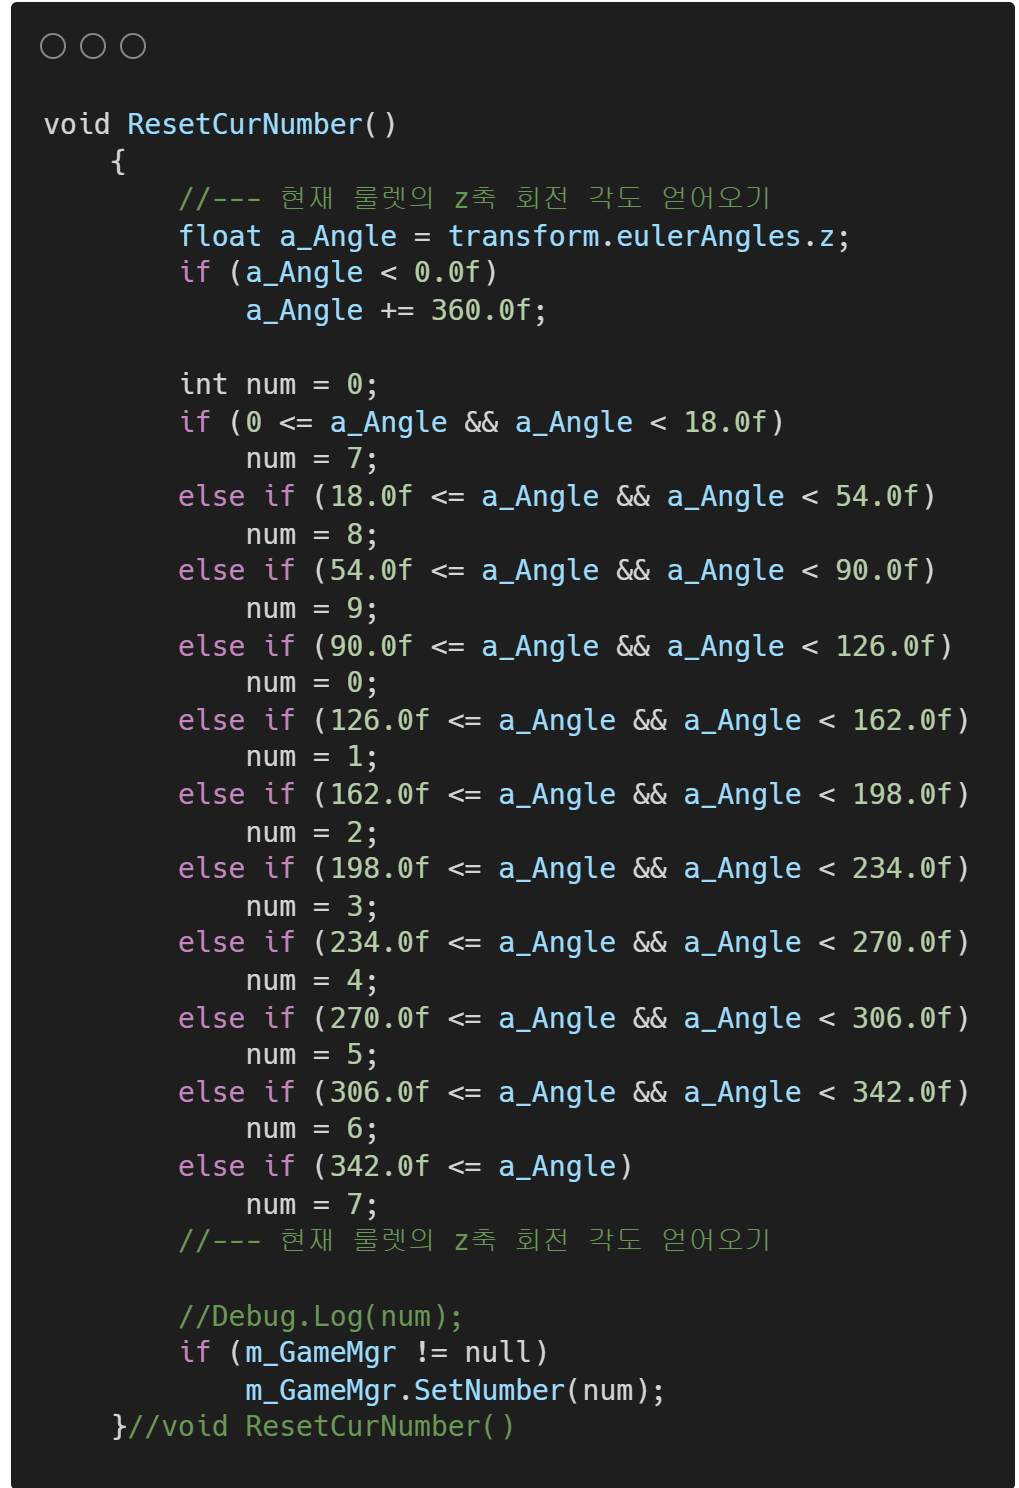 void ResetCurNumber()
{
//--- 현재 룰렛의 z축 회전 각도 얻어오기
float a_Angle = transform.eulerAngles.z;
if (a_Angle < 0.0f)
a_Angle += 360.0f;
int num = 0;
if (0 <= a_Angle && a_Angle < 18.0f)
num = 7;
else if (18.0f <= a_Angle && a_Angle < 54.0f)
num = 8;
else if (54.0f <= a_Angle && a_Angle < 90.0f)
num = 9;
else if (90.0f <= a_Angle && a_Angle < 126.0f)
num = 0;
else if (126.0f <= a_Angle && a_Angle < 162.0f)
num = 1;
else if (162.0f <= a_Angle && a_Angle < 198.0f)
num = 2;
else if (198.0f <= a_Angle && a_Angle < 234.0f)
num = 3;
else if (234.0f <= a_Angle && a_Angle < 270.0f)
num = 4;
else if (270.0f <= a_Angle && a_Angle < 306.0f)
num = 5;
else if (306.0f <= a_Angle && a_Angle < 342.0f)
num = 6;
else if (342.0f <= a_Angle)
num = 7;
//--- 현재 룰렛의 z축 회전 각도 얻어오기
//Debug.Log(num);
if (m_GameMgr != null)
m_GameMgr.SetNumber(num);
}//void ResetCurNumber()